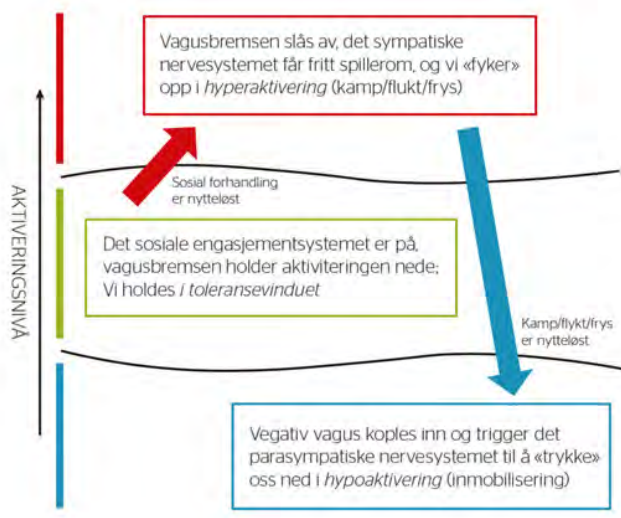 Vagusbremsen slås av, det sympatiske
nervesystemet får fritt spillerom, og vi «fyker»
opp i hyperaktivering (kamp/flukt/frys)
AKTIVERINGSNIVÅ
Sosial forhandling
er nytteløst
Det sosiale engasjementsystemet er på,
vagusbremsen holder aktiviteringen nede;
Vi holdes i toleransevinduet
Kamp/flykt/frys
er nytteløst
Vegativ vagus koples inn og trigger det
parasympatiske nervesystemet til å «trykke»
oss ned i hypoaktivering (inmobilisering)